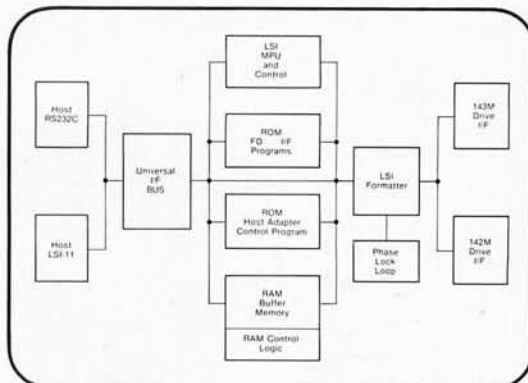 LSI
MPU
and
Control
Host
RS232C
ROM
FD I/F
Programs
143M
Drive
I/F
Universal
I/F
BUS
LSI
Formatter
ROM
Host Adapter
Control Program
Host
LSI-11
Phase
Lock
Loop
142M
Drive
I/F
RAM
Buffer
Memory
RAM Control
Logic